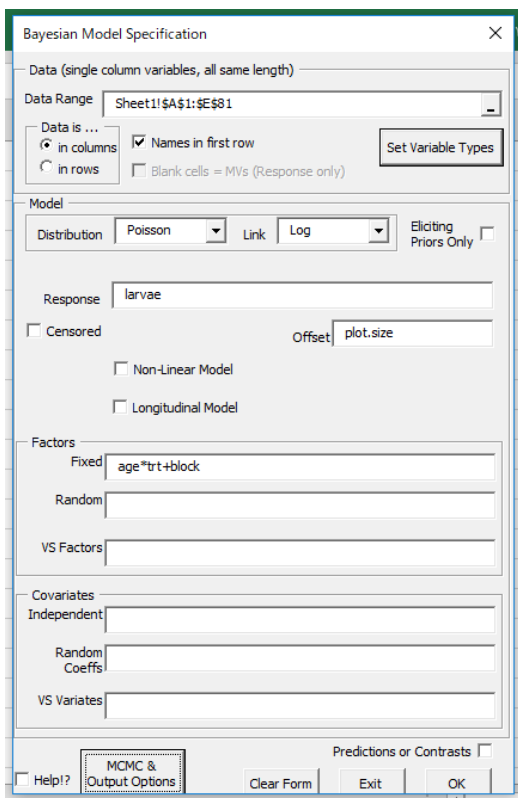 Bayesian Model Specification
Data (single column variables, all same length)
Data Range Sheet1!$A$1:$E$81
Data is ...
in columns
in rows
Names in first row
Blank cells = MVs (Response only)
Set Variable Types
Model
Distribution Poisson Link Log
Eliciting
Priors Only
Response larvae
Censored
Offset plot.size
Non-Linear Model
Longitudinal Model
Factors
Fixed age*trt+block
Random
VS Factors
Covariates
Independent
Random
Coeffs
VS Variates
Predictions or Contrasts
Help!?
MCMC &
Output Options
Clear Form
Exit
OK